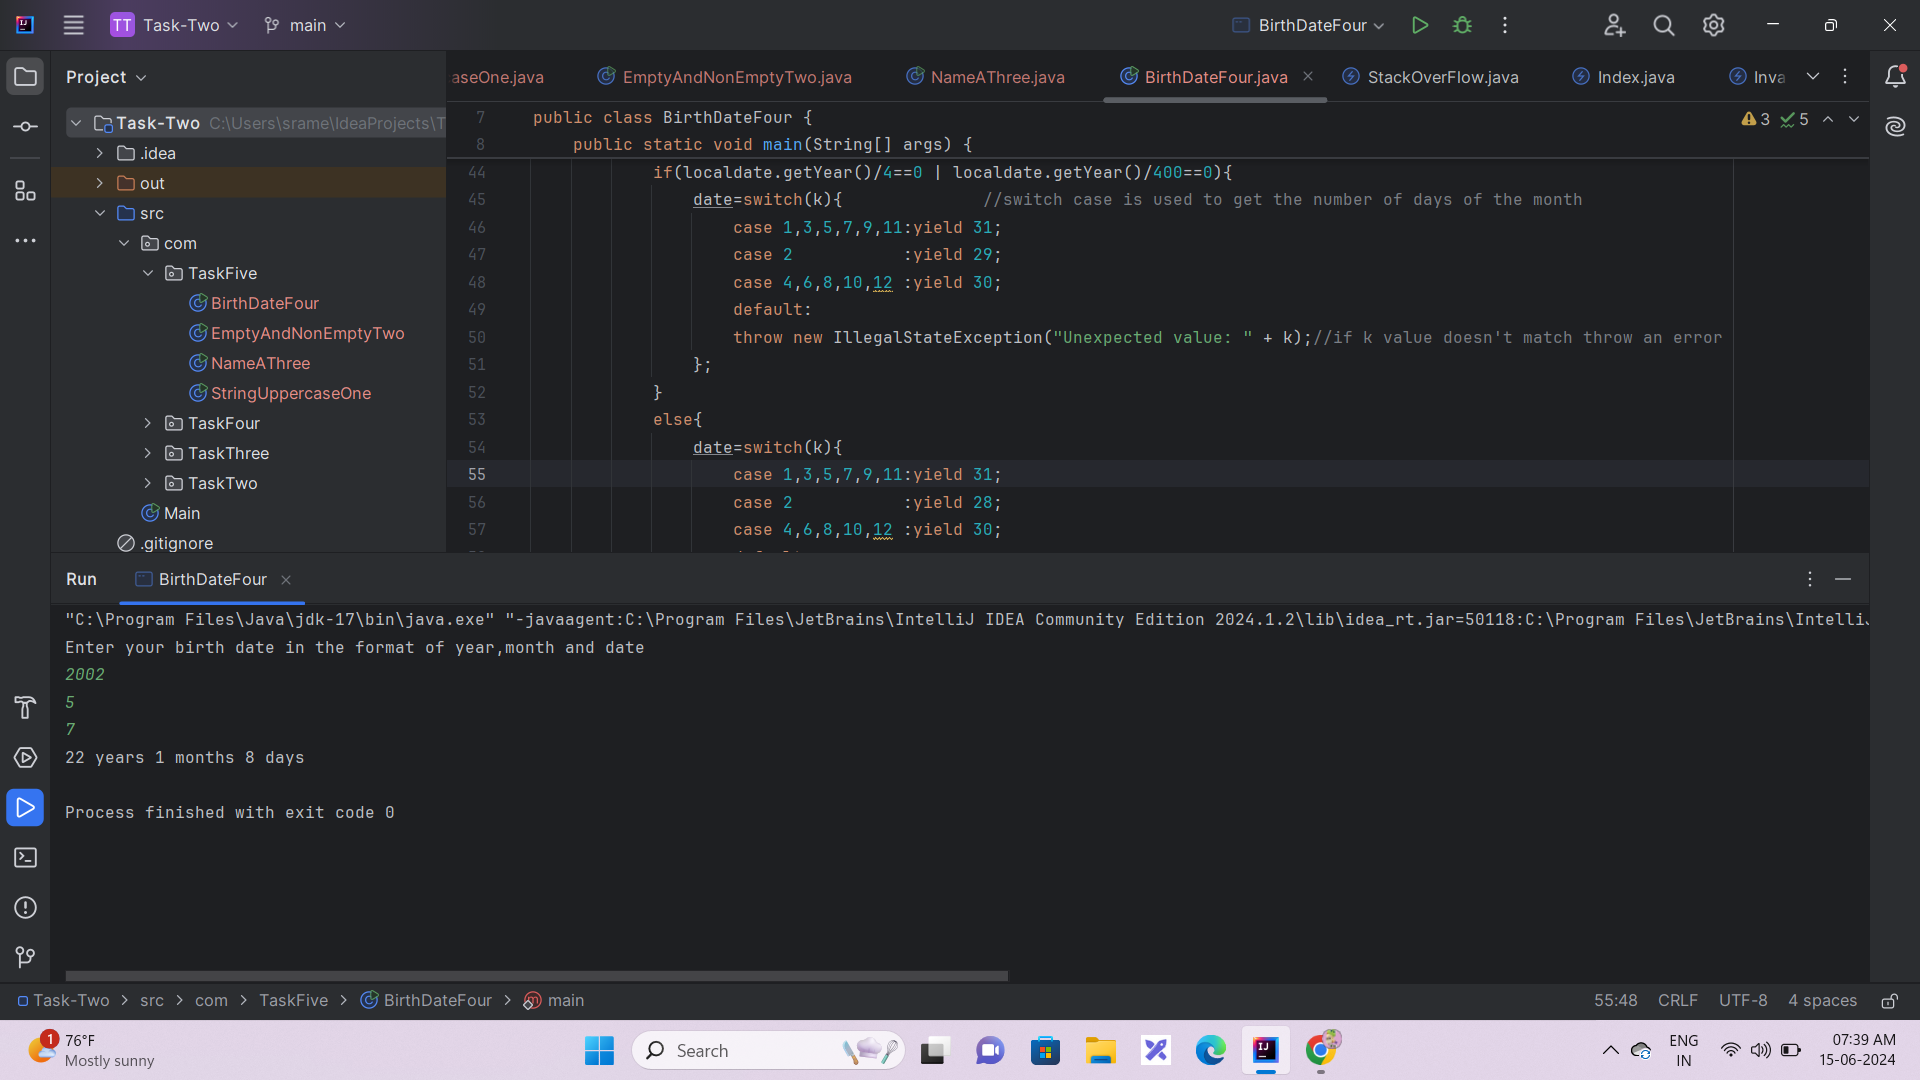 TT Task-Two main BirthDateFour
Project
aseOne.java EmptyAndNonEmptyTwo.java NameAThree.java BirthDateFour.java StackOverFlow.java Index.java Inva
Task-Two C:\Users\srame\IdeaProjects\T
.idea
out
src
com
TaskFive
BirthDateFour
EmptyAndNonEmptyTwo
NameAThree
StringUppercaseOne
TaskFour
TaskThree
TaskTwo
Main
.gitignore
3 5
7 public class BirthDateFour {
8 public static void main(String[] args) {
44 if(localdate.getYear()/4==0 | localdate.getYear()/400==0){
45 date=switch(k){ //switch case is used to get the number of days of the month
46 case 1,3,5,7,9,11:yield 31;
47 case 2 :yield 29;
48 case 4,6,8,10,12 :yield 30;
49 default:
50 throw new IllegalStateException("Unexpected value: " + k);//if k value doesn't match throw an error
51 };
52 }
53 else{
54 date=switch(k){
55 case 1,3,5,7,9,11:yield 31;
56 case 2 :yield 28;
57 case 4,6,8,10,12 :yield 30;
Run BirthDateFour
"C:\Program Files\Java\jdk-17\bin\java.exe" "-javaagent:C:\Program Files\JetBrains\IntelliJ IDEA Community Edition 2024.1.2\lib\idea_rt.jar=50118:C:\Program Files\JetBrains\IntelliJ
Enter your birth date in the format of year,month and date
2002
5
7
22 years 1 months 8 days
Process finished with exit code 0
Task-Two > src > com > TaskFive > BirthDateFour > main
55:48 CRLF UTF-8 4 spaces
1
76°F
Mostly sunny
Search
ENG
IN
07:39 AM
15-06-2024